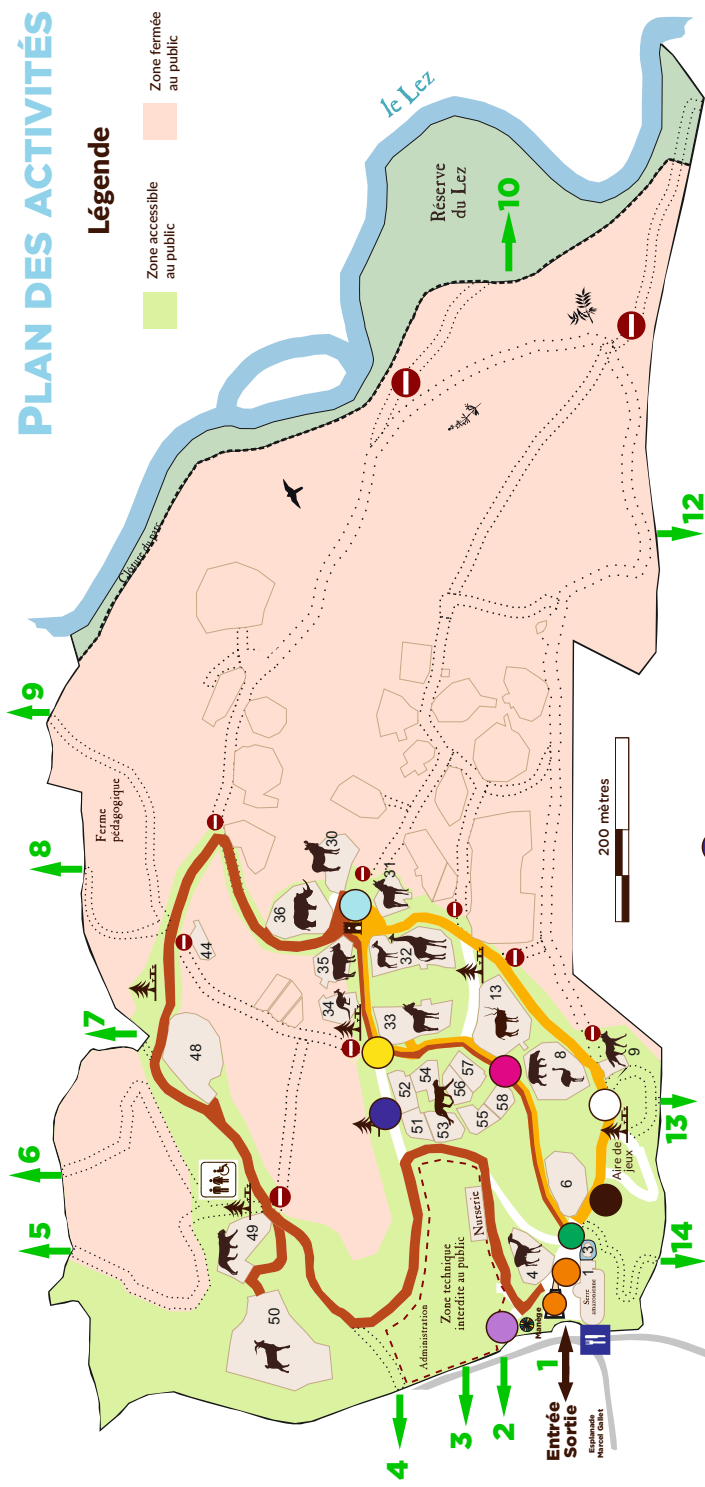 PLAN DES ACTIVITÉS
Légende
Zone accessible
au public
Zone fermée
au public
le Lez
Réserve
du Lez
10
Clôture du parc
12
9
8
7
6
5
Ferme
pédagogique
200 mètres
30
31
36
35
34
32
33
44
48
49
50
13
8
9
52
54
57
56
51
53
55
58
6
Aire de
jeux
Nurserie
4
3
1
Serre
amazonienne
Manège
Zone technique
interdite au public
Administration
13
14
4
3
2
1
Entrée
Sortie
Esplanade
Marcel Gallet